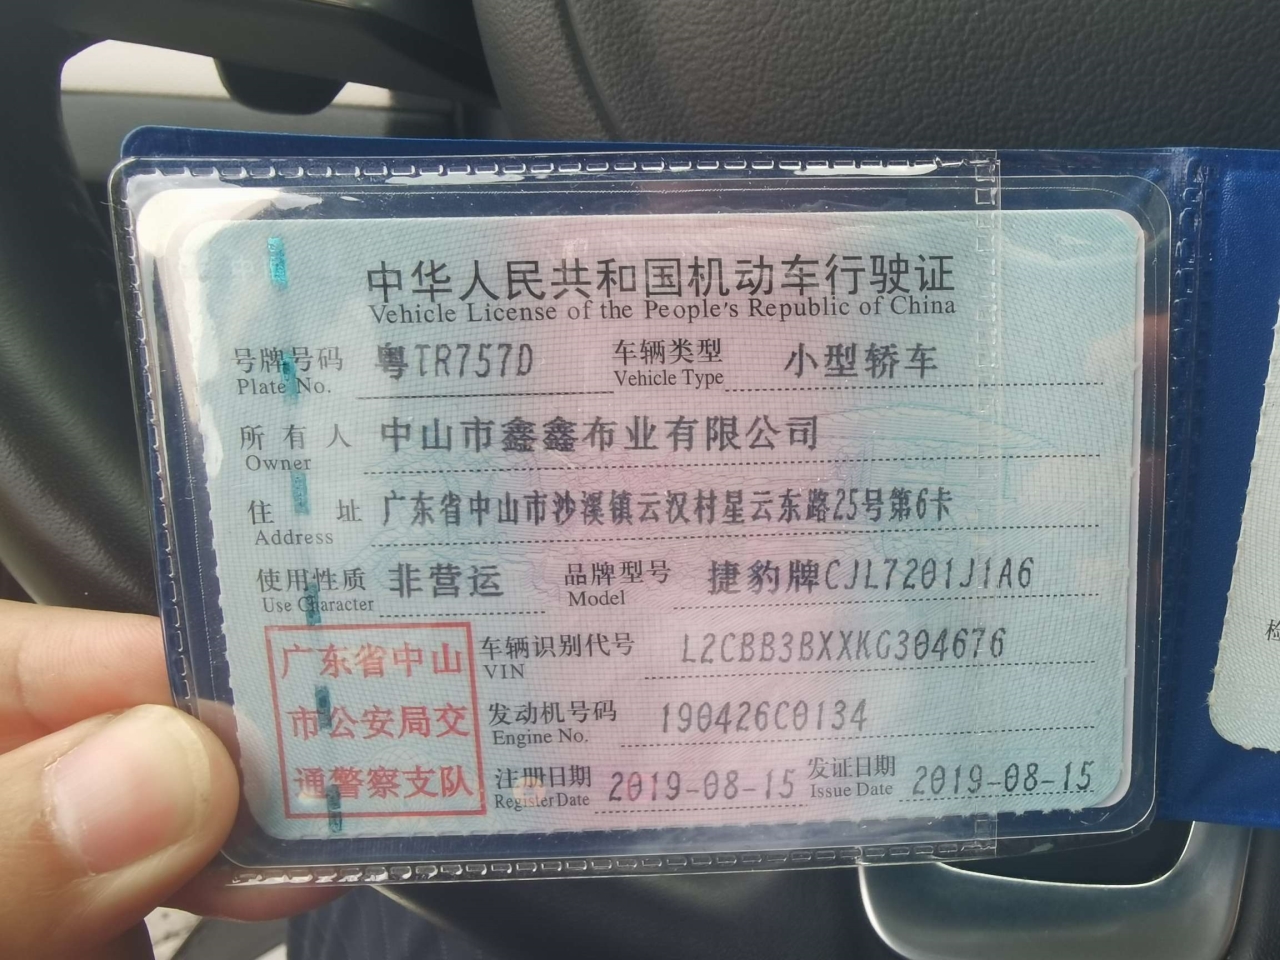 中华人民共和国机动车行驶证
Vehicle License of the People's Republic of China
号牌号码 粤TR757D 车辆类型 小型轿车
Plate No. Vehicle Type
所有人 中山市鑫鑫布业有限公司
Owner
住址 广东省中山市沙溪镇云汉村星云东路25号第6卡
Address
使用性质 非营运 品牌型号 捷豹牌CJL7201J1A6
Use Character Model
广东省中山
市公安局交
通警察支队
车辆识别代号 L2CBB3BXXKG304676
VIN
发动机号码 190426C0134
Engine No.
注册日期 2019-08-15 发证日期 2019-08-15
Register Date Issue Date
检